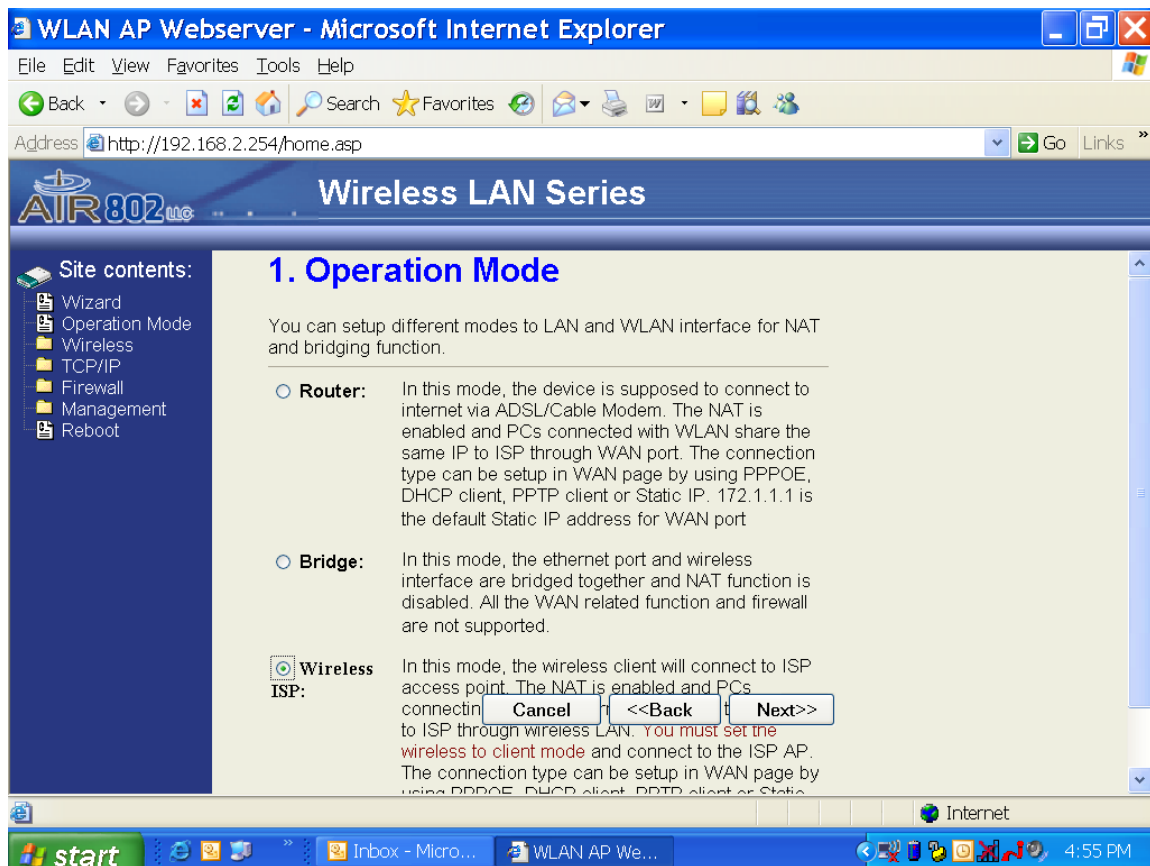 WLAN AP Webserver - Microsoft Internet Explorer
File Edit View Favorites Tools Help
Back Search Favorites
Address http://192.168.2.254/home.asp Go Links »
AIR802 LLC
Wireless LAN Series
Site contents:
Wizard
Operation Mode
Wireless
TCP/IP
Firewall
Management
Reboot
1. Operation Mode
You can setup different modes to LAN and WLAN interface for NAT
and bridging function.
Router:
In this mode, the device is supposed to connect to
internet via ADSL/Cable Modem. The NAT is
enabled and PCs connected with WLAN share the
same IP to ISP through WAN port. The connection
type can be setup in WAN page by using PPPOE,
DHCP client, PPTP client or Static IP. 172.1.1.1 is
the default Static IP address for WAN port
Bridge:
In this mode, the ethernet port and wireless
interface are bridged together and NAT function is
disabled. All the WAN related function and firewall
are not supported.
Wireless
ISP:
In this mode, the wireless client will connect to ISP
access point. The NAT is enabled and PCs
connectin
Cancel <<Back Next>>
to ISP through wireless LAN. You must set the
wireless to client mode and connect to the ISP AP.
The connection type can be setup in WAN page by
using PPPOE, DHCP client, PPTP client or Static
Internet
start » Inbox - Micro... WLAN AP We... 4:55 PM